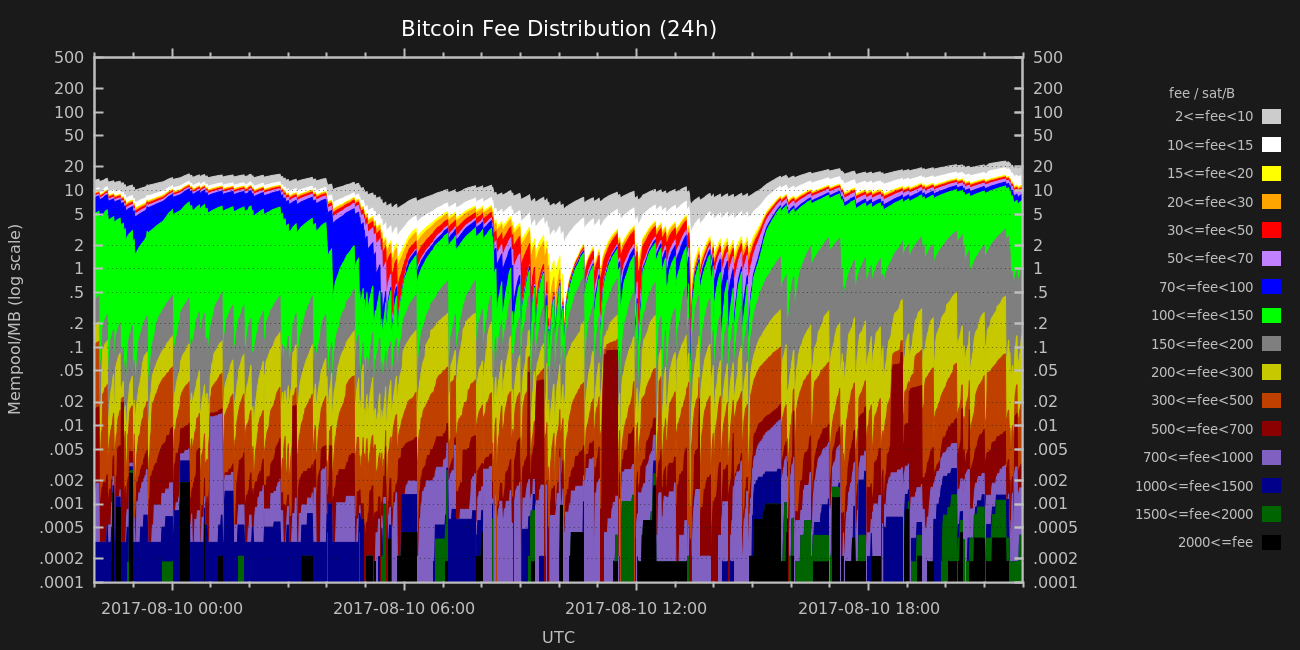 Bitcoin Fee Distribution (24h)
500 500
200 200
100 100
50 50
20 20
10 10
5 5
2 2
1 1
.5 .5
.2 .2
.1 .1
.05 .05
.02 .02
.01 .01
.005 .005
.002 .002
.001 .001
.0005 .0005
.0002 .0002
.0001 .0001
Mempool/MB (log scale)
2017-08-10 00:00 2017-08-10 06:00 2017-08-10 12:00 2017-08-10 18:00
UTC
fee / sat/B
2<=fee<10
10<=fee<15
15<=fee<20
20<=fee<30
30<=fee<50
50<=fee<70
70<=fee<100
100<=fee<150
150<=fee<200
200<=fee<300
300<=fee<500
500<=fee<700
700<=fee<1000
1000<=fee<1500
1500<=fee<2000
2000<=fee